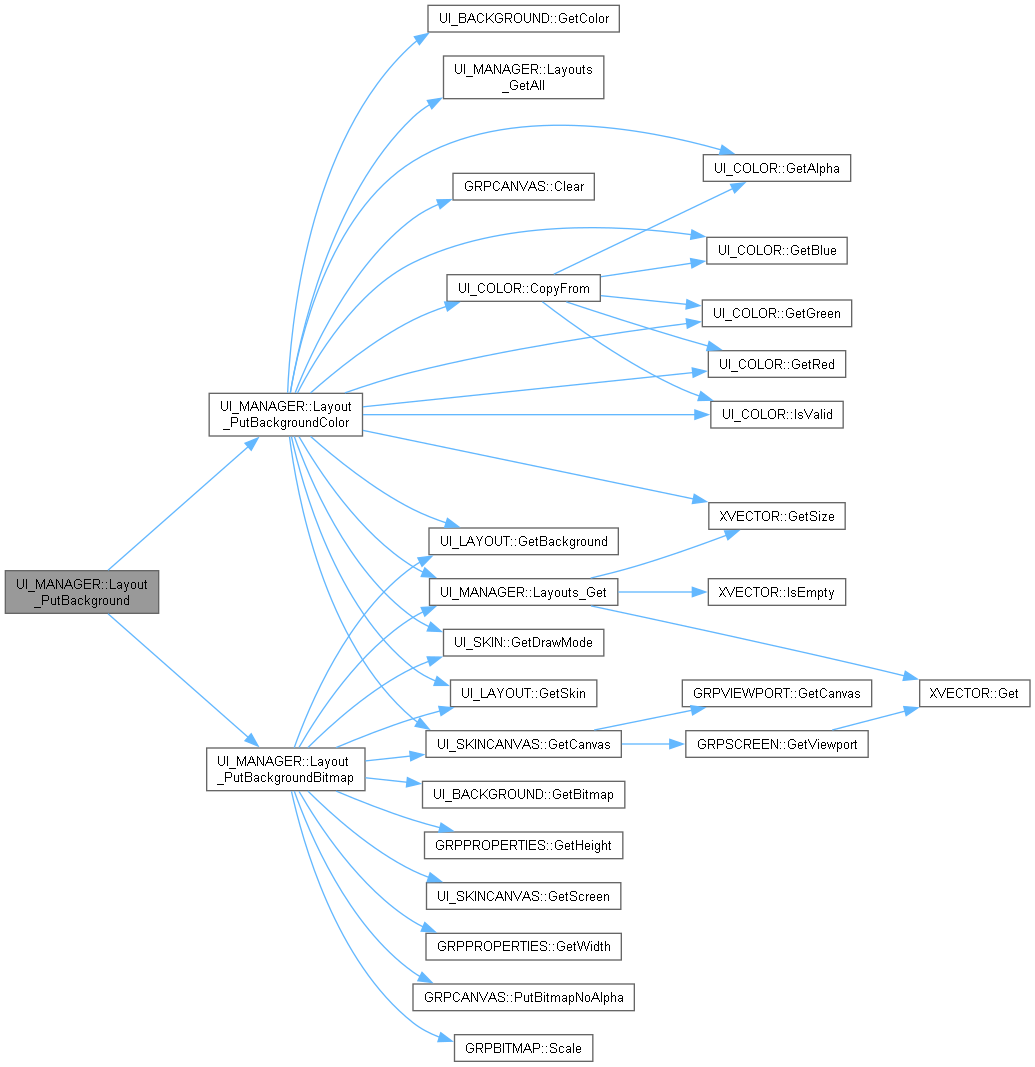 UI_BACKGROUND::GetColor
UI_MANAGER::Layouts
_GetAll
UI_COLOR::GetAlpha
GRPCANVAS::Clear
UI_COLOR::GetBlue
UI_COLOR::CopyFrom
UI_COLOR::GetGreen
UI_COLOR::GetRed
UI_MANAGER::Layout
_PutBackgroundColor
UI_COLOR::IsValid
XVECTOR::GetSize
UI_LAYOUT::GetBackground
UI_MANAGER::Layout
_PutBackground
UI_MANAGER::Layouts_Get
XVECTOR::IsEmpty
UI_SKIN::GetDrawMode
UI_LAYOUT::GetSkin
GRPVIEWPORT::GetCanvas
XVECTOR::Get
UI_SKINCANVAS::GetCanvas
GRPSCREEN::GetViewport
UI_MANAGER::Layout
_PutBackgroundBitmap
UI_BACKGROUND::GetBitmap
GRPPROPERTIES::GetHeight
UI_SKINCANVAS::GetScreen
GRPPROPERTIES::GetWidth
GRPCANVAS::PutBitmapNoAlpha
GRPBITMAP::Scale